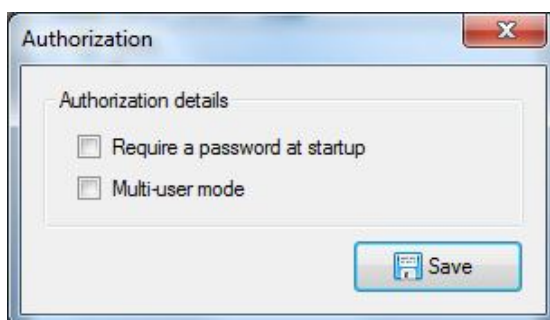 Authorization
Authorization details
Require a password at startup
Multi-user mode
Save